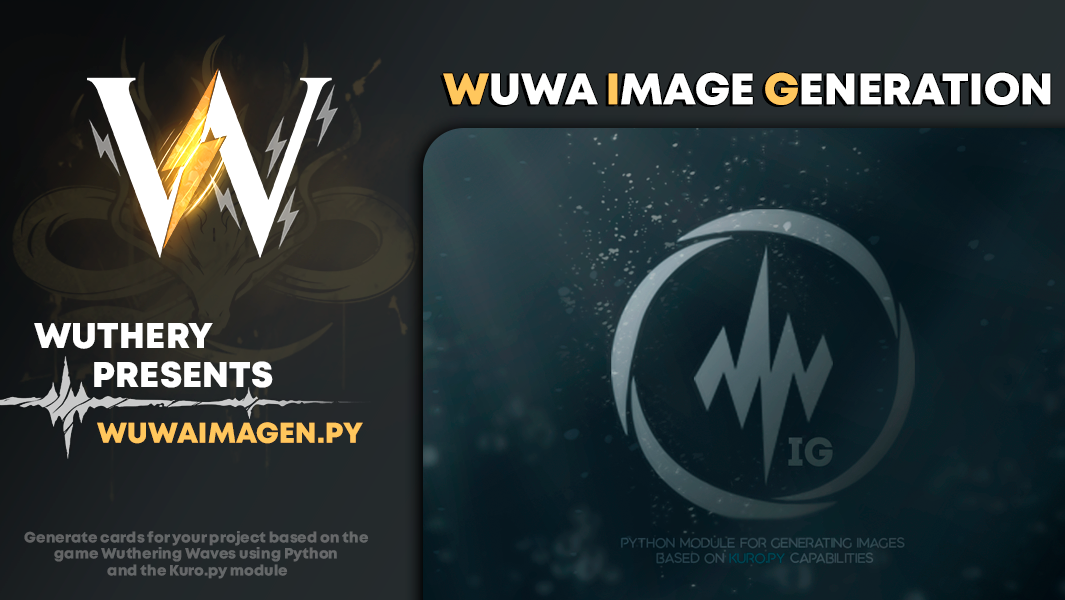 W
WUTHERY
PRESENTS
WUWAIMAGEN.PY
Generate cards for your project based on the
game Wuthering Waves using Python
and the Kuro.py module
WUWA IMAGE GENERATION
IG
PYTHON MODULE FOR GENERATING IMAGES
BASED ON KURO.PY CAPABILITIES